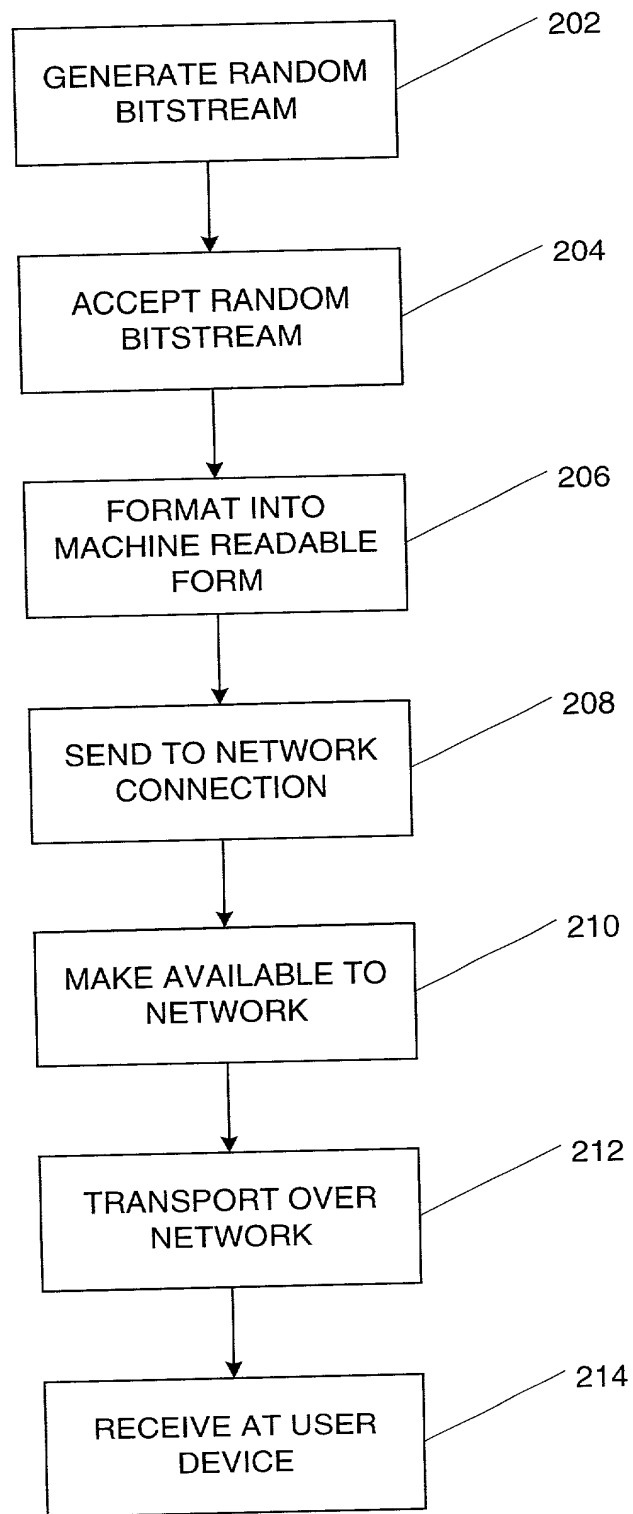 202
GENERATE RANDOM
BITSTREAM
204
ACCEPT RANDOM
BITSTREAM
206
FORMAT INTO
MACHINE READABLE
FORM
208
SEND TO NETWORK
CONNECTION
210
MAKE AVAILABLE TO
NETWORK
212
TRANSPORT OVER
NETWORK
214
RECEIVE AT USER
DEVICE